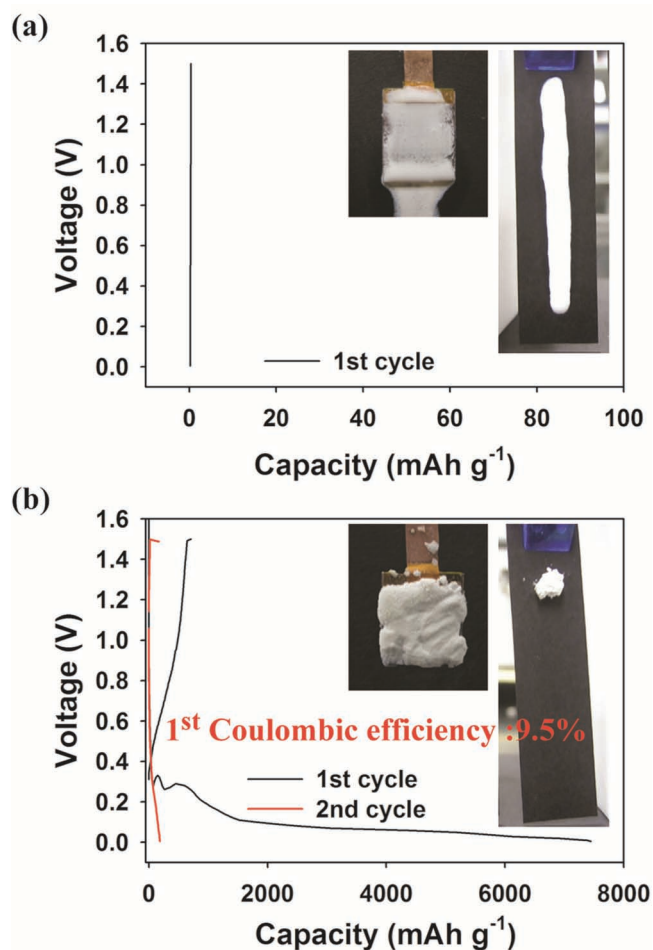 (a)
1.6
1.4
1.2
1.0
0.8
0.6
0.4
0.2
0.0
Voltage (V)
1st cycle
0 20 40 60 80 100
Capacity (mAh g⁻¹)
(b)
1.6
1.4
1.2
1.0
0.8
0.6
0.4
0.2
0.0
Voltage (V)
1st Coulombic efficiency :9.5%
1st cycle
2nd cycle
0 2000 4000 6000 8000
Capacity (mAh g⁻¹)